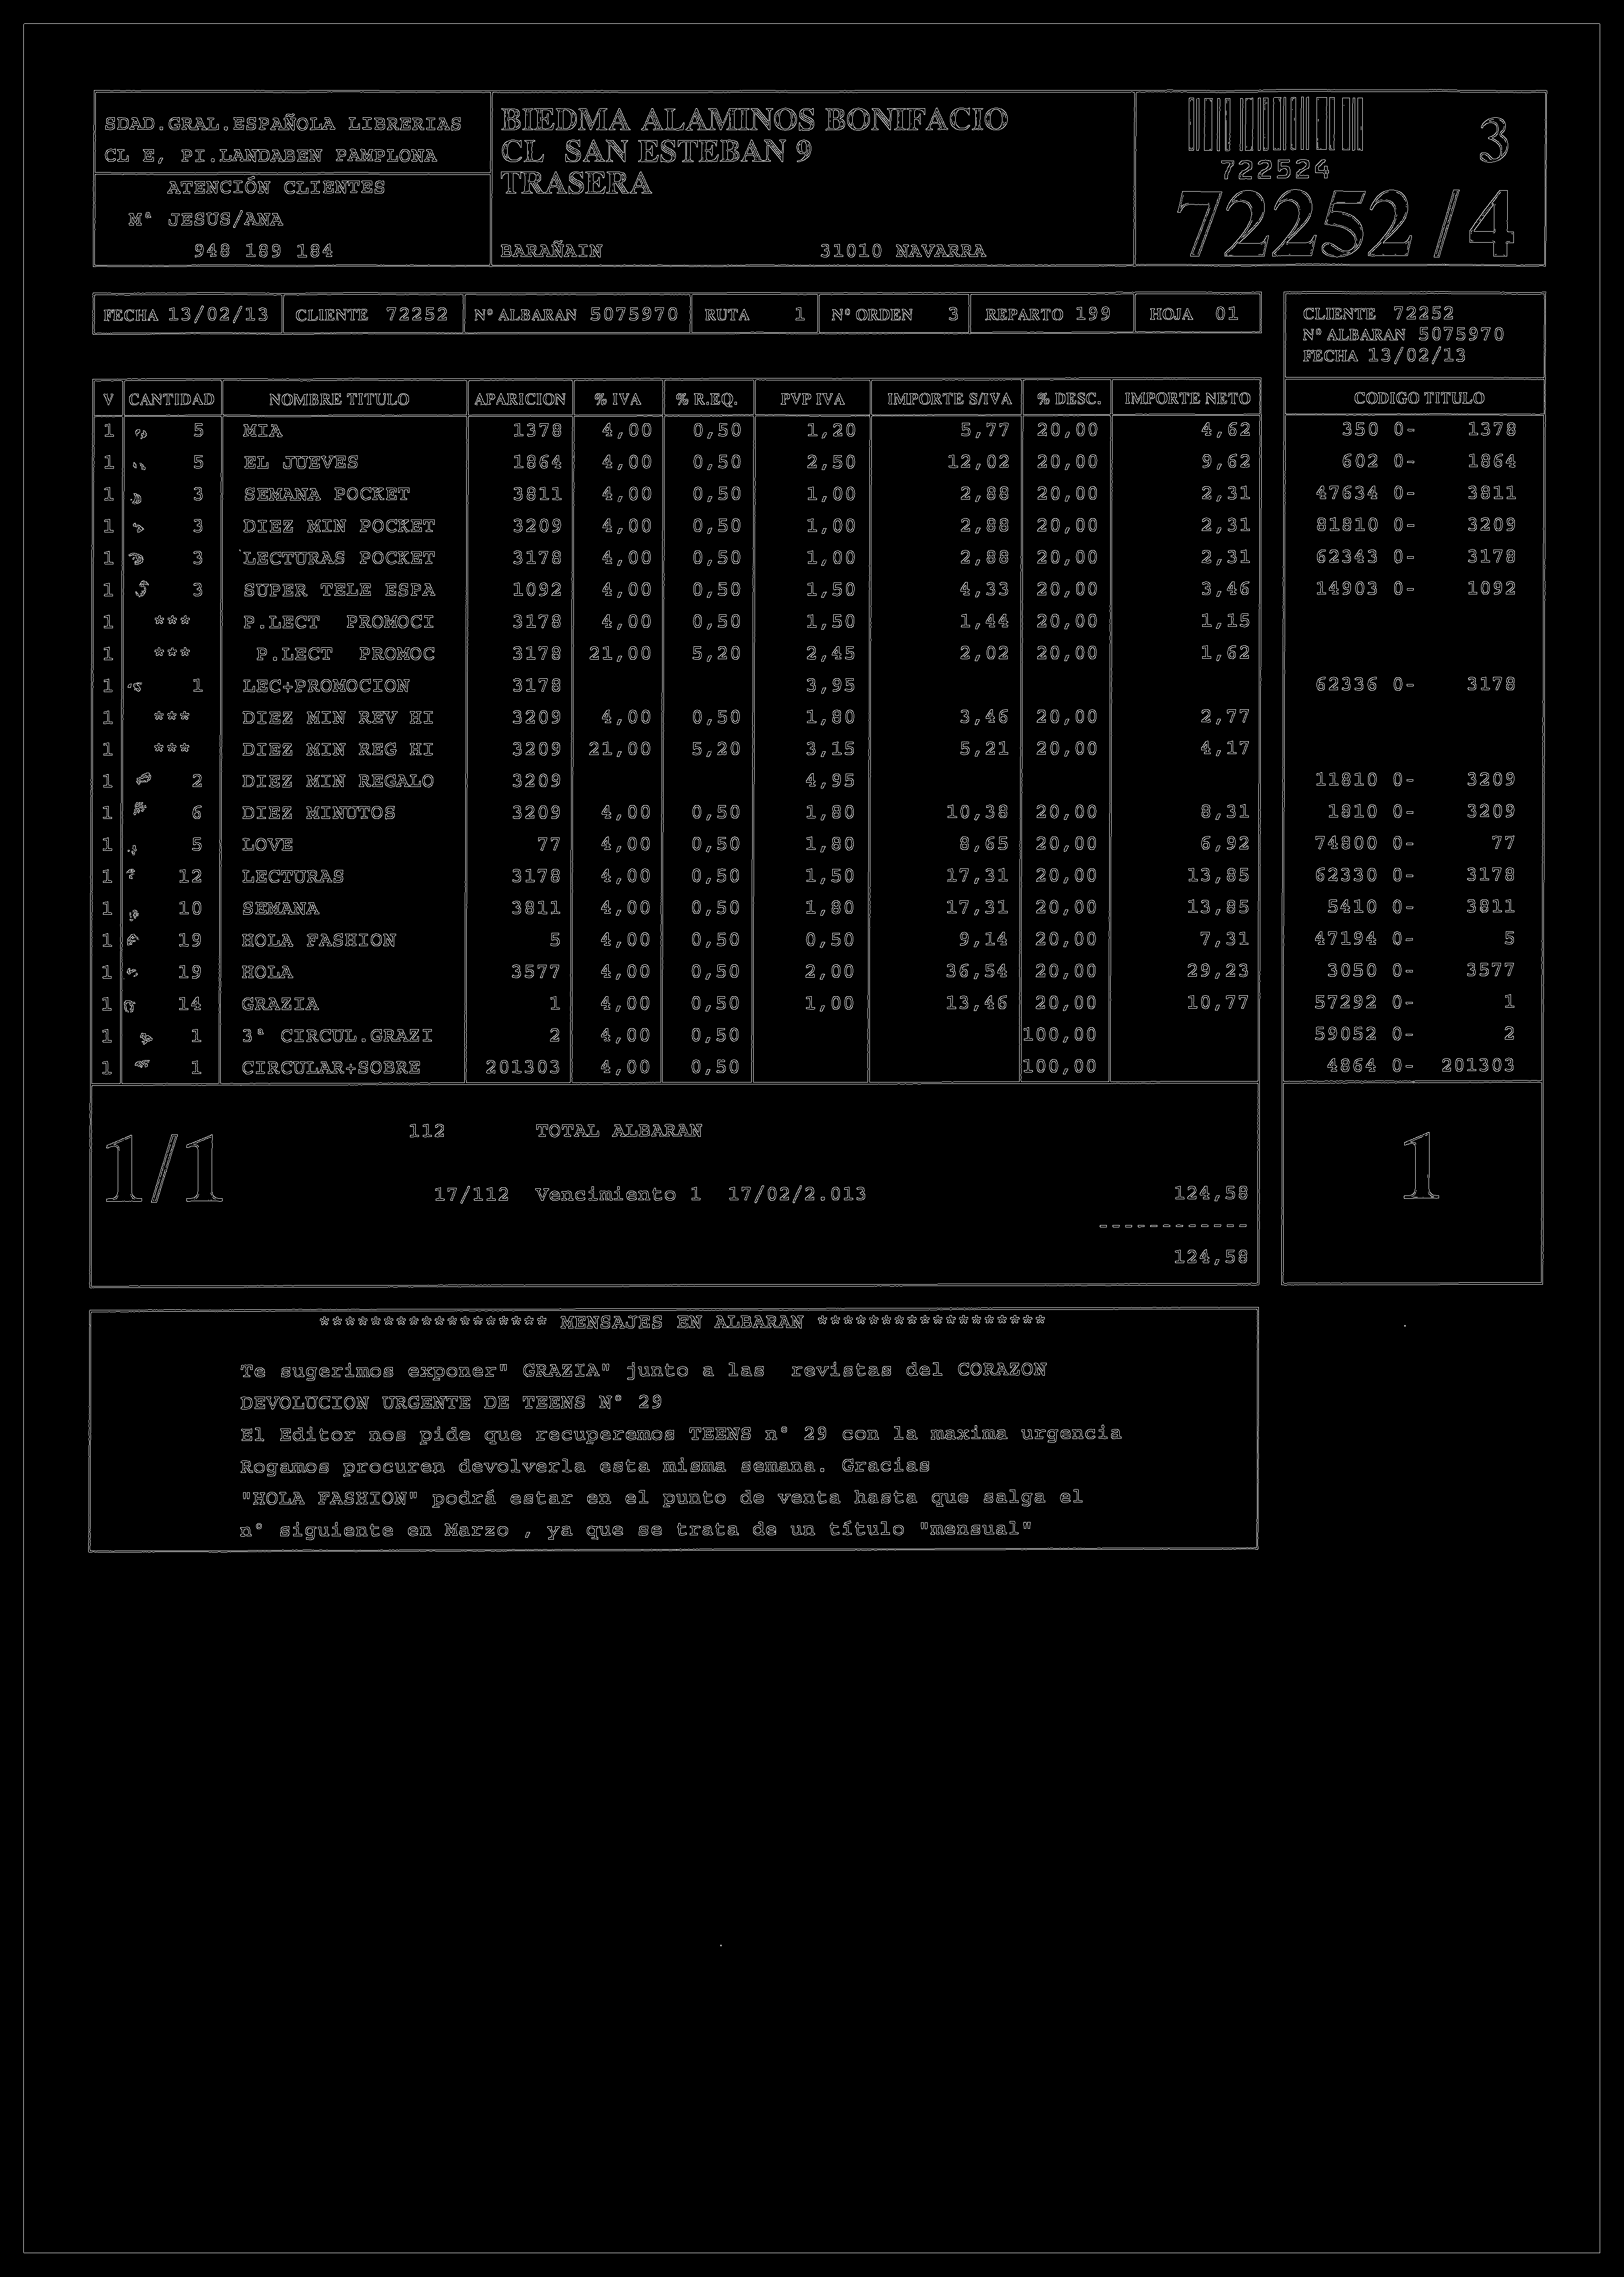 SDAD.GRAL.ESPAÑOLA LIBRERIAS
CL E, PI.LANDABEN PAMPLONA
ATENCIÓN CLIENTES
Mª JESUS/ANA
948 189 184
BIEDMA ALAMINOS BONIFACIO
CL SAN ESTEBAN 9
TRASERA
BARAÑAIN 31010 NAVARRA
3
722524
72252/4
FECHA 13/02/13 CLIENTE 72252 Nº ALBARAN 5075970 RUTA 1 Nº ORDEN 3 REPARTO 199 HOJA 01
CLIENTE 72252
Nº ALBARAN 5075970
FECHA 13/02/13
V CANTIDAD NOMBRE TITULO APARICION % IVA % R.EQ. PVP IVA IMPORTE S/IVA % DESC. IMPORTE NETO CODIGO TITULO
1 5 MIA 1378 4,00 0,50 1,20 5,77 20,00 4,62 350 0- 1378
1 5 EL JUEVES 1864 4,00 0,50 2,50 12,02 20,00 9,62 602 0- 1864
1 3 SEMANA POCKET 3811 4,00 0,50 1,00 2,88 20,00 2,31 47634 0- 3811
1 3 DIEZ MIN POCKET 3209 4,00 0,50 1,00 2,88 20,00 2,31 81810 0- 3209
1 3 LECTURAS POCKET 3178 4,00 0,50 1,00 2,88 20,00 2,31 62343 0- 3178
1 3 SUPER TELE ESPA 1092 4,00 0,50 1,50 4,33 20,00 3,46 14903 0- 1092
1 *** P.LECT PROMOCI 3178 4,00 0,50 1,50 1,44 20,00 1,15
1 *** P.LECT PROMOC 3178 21,00 5,20 2,45 2,02 20,00 1,62
1 1 LEC+PROMOCION 3178 3,95 62336 0- 3178
1 *** DIEZ MIN REV HI 3209 4,00 0,50 1,80 3,46 20,00 2,77
1 *** DIEZ MIN REG HI 3209 21,00 5,20 3,15 5,21 20,00 4,17
1 2 DIEZ MIN REGALO 3209 4,95 11810 0- 3209
1 6 DIEZ MINUTOS 3209 4,00 0,50 1,80 10,38 20,00 8,31 1810 0- 3209
1 5 LOVE 77 4,00 0,50 1,80 8,65 20,00 6,92 74800 0- 77
1 12 LECTURAS 3178 4,00 0,50 1,50 17,31 20,00 13,85 62330 0- 3178
1 10 SEMANA 3811 4,00 0,50 1,80 17,31 20,00 13,85 5410 0- 3811
1 19 HOLA FASHION 5 4,00 0,50 0,50 9,14 20,00 7,31 47194 0- 5
1 19 HOLA 3577 4,00 0,50 2,00 36,54 20,00 29,23 3050 0- 3577
1 14 GRAZIA 1 4,00 0,50 1,00 13,46 20,00 10,77 57292 0- 1
1 1 3ª CIRCUL.GRAZI 2 4,00 0,50 100,00 59052 0- 2
1 1 CIRCULAR+SOBRE 201303 4,00 0,50 100,00 4864 0- 201303
112 TOTAL ALBARAN
1/1
17/112 Vencimiento 1 17/02/2.013 124,58
------------
124,58
1
****************** MENSAJES EN ALBARAN ******************
Te sugerimos exponer" GRAZIA" junto a las revistas del CORAZON
DEVOLUCION URGENTE DE TEENS Nº 29
El Editor nos pide que recuperemos TEENS nº 29 con la maxima urgencia
Rogamos procuren devolverla esta misma semana. Gracias
"HOLA FASHION" podrá estar en el punto de venta hasta que salga el
nº siguiente en Marzo , ya que se trata de un título "mensual"